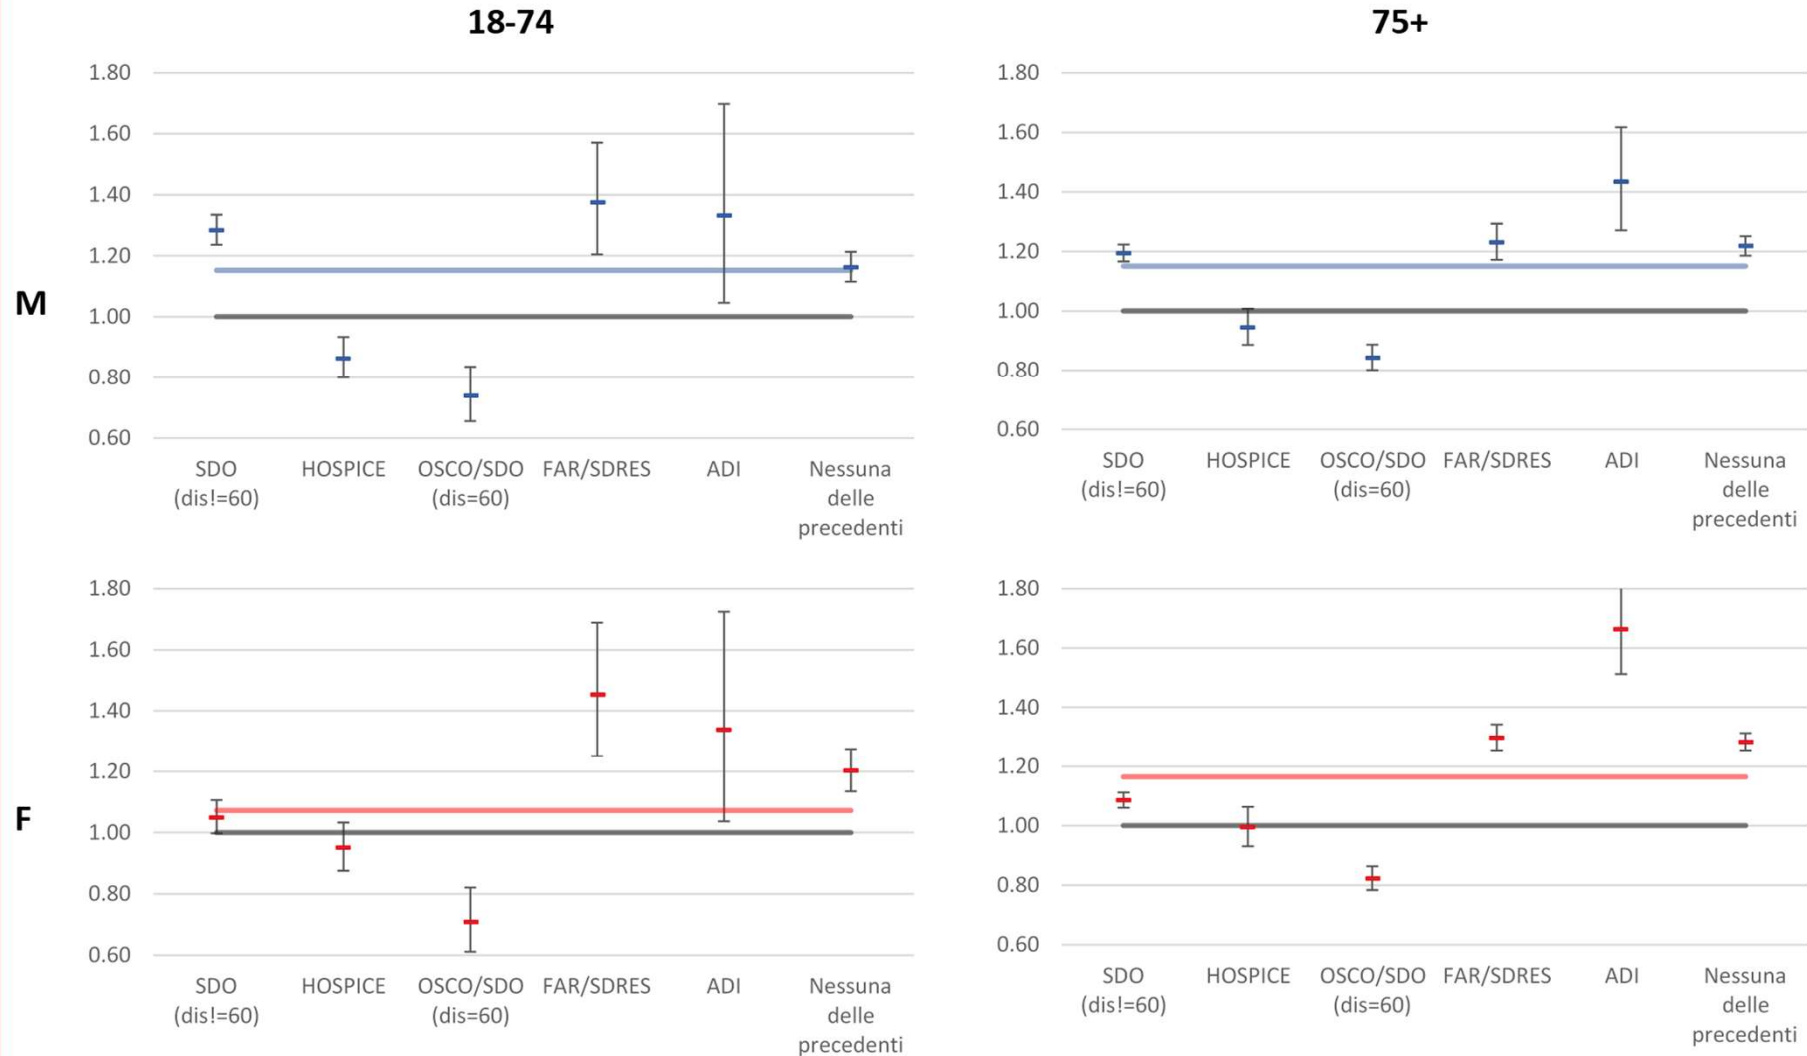 18-74
1.80
1.60
1.40
1.20
1.00
0.80
0.60
SDO
(dis!=60)
HOSPICE
OSCO/SDO
(dis=60)
FAR/SDRES
ADI
Nessuna
delle
precedenti
75+
1.80
1.60
1.40
1.20
1.00
0.80
0.60
SDO
(dis!=60)
HOSPICE
OSCO/SDO
(dis=60)
FAR/SDRES
ADI
Nessuna
delle
precedenti
M
1.80
1.60
1.40
1.20
1.00
0.80
0.60
SDO
(dis!=60)
HOSPICE
OSCO/SDO
(dis=60)
FAR/SDRES
ADI
Nessuna
delle
precedenti
1.80
1.60
1.40
1.20
1.00
0.80
0.60
SDO
(dis!=60)
HOSPICE
OSCO/SDO
(dis=60)
FAR/SDRES
ADI
Nessuna
delle
precedenti
F